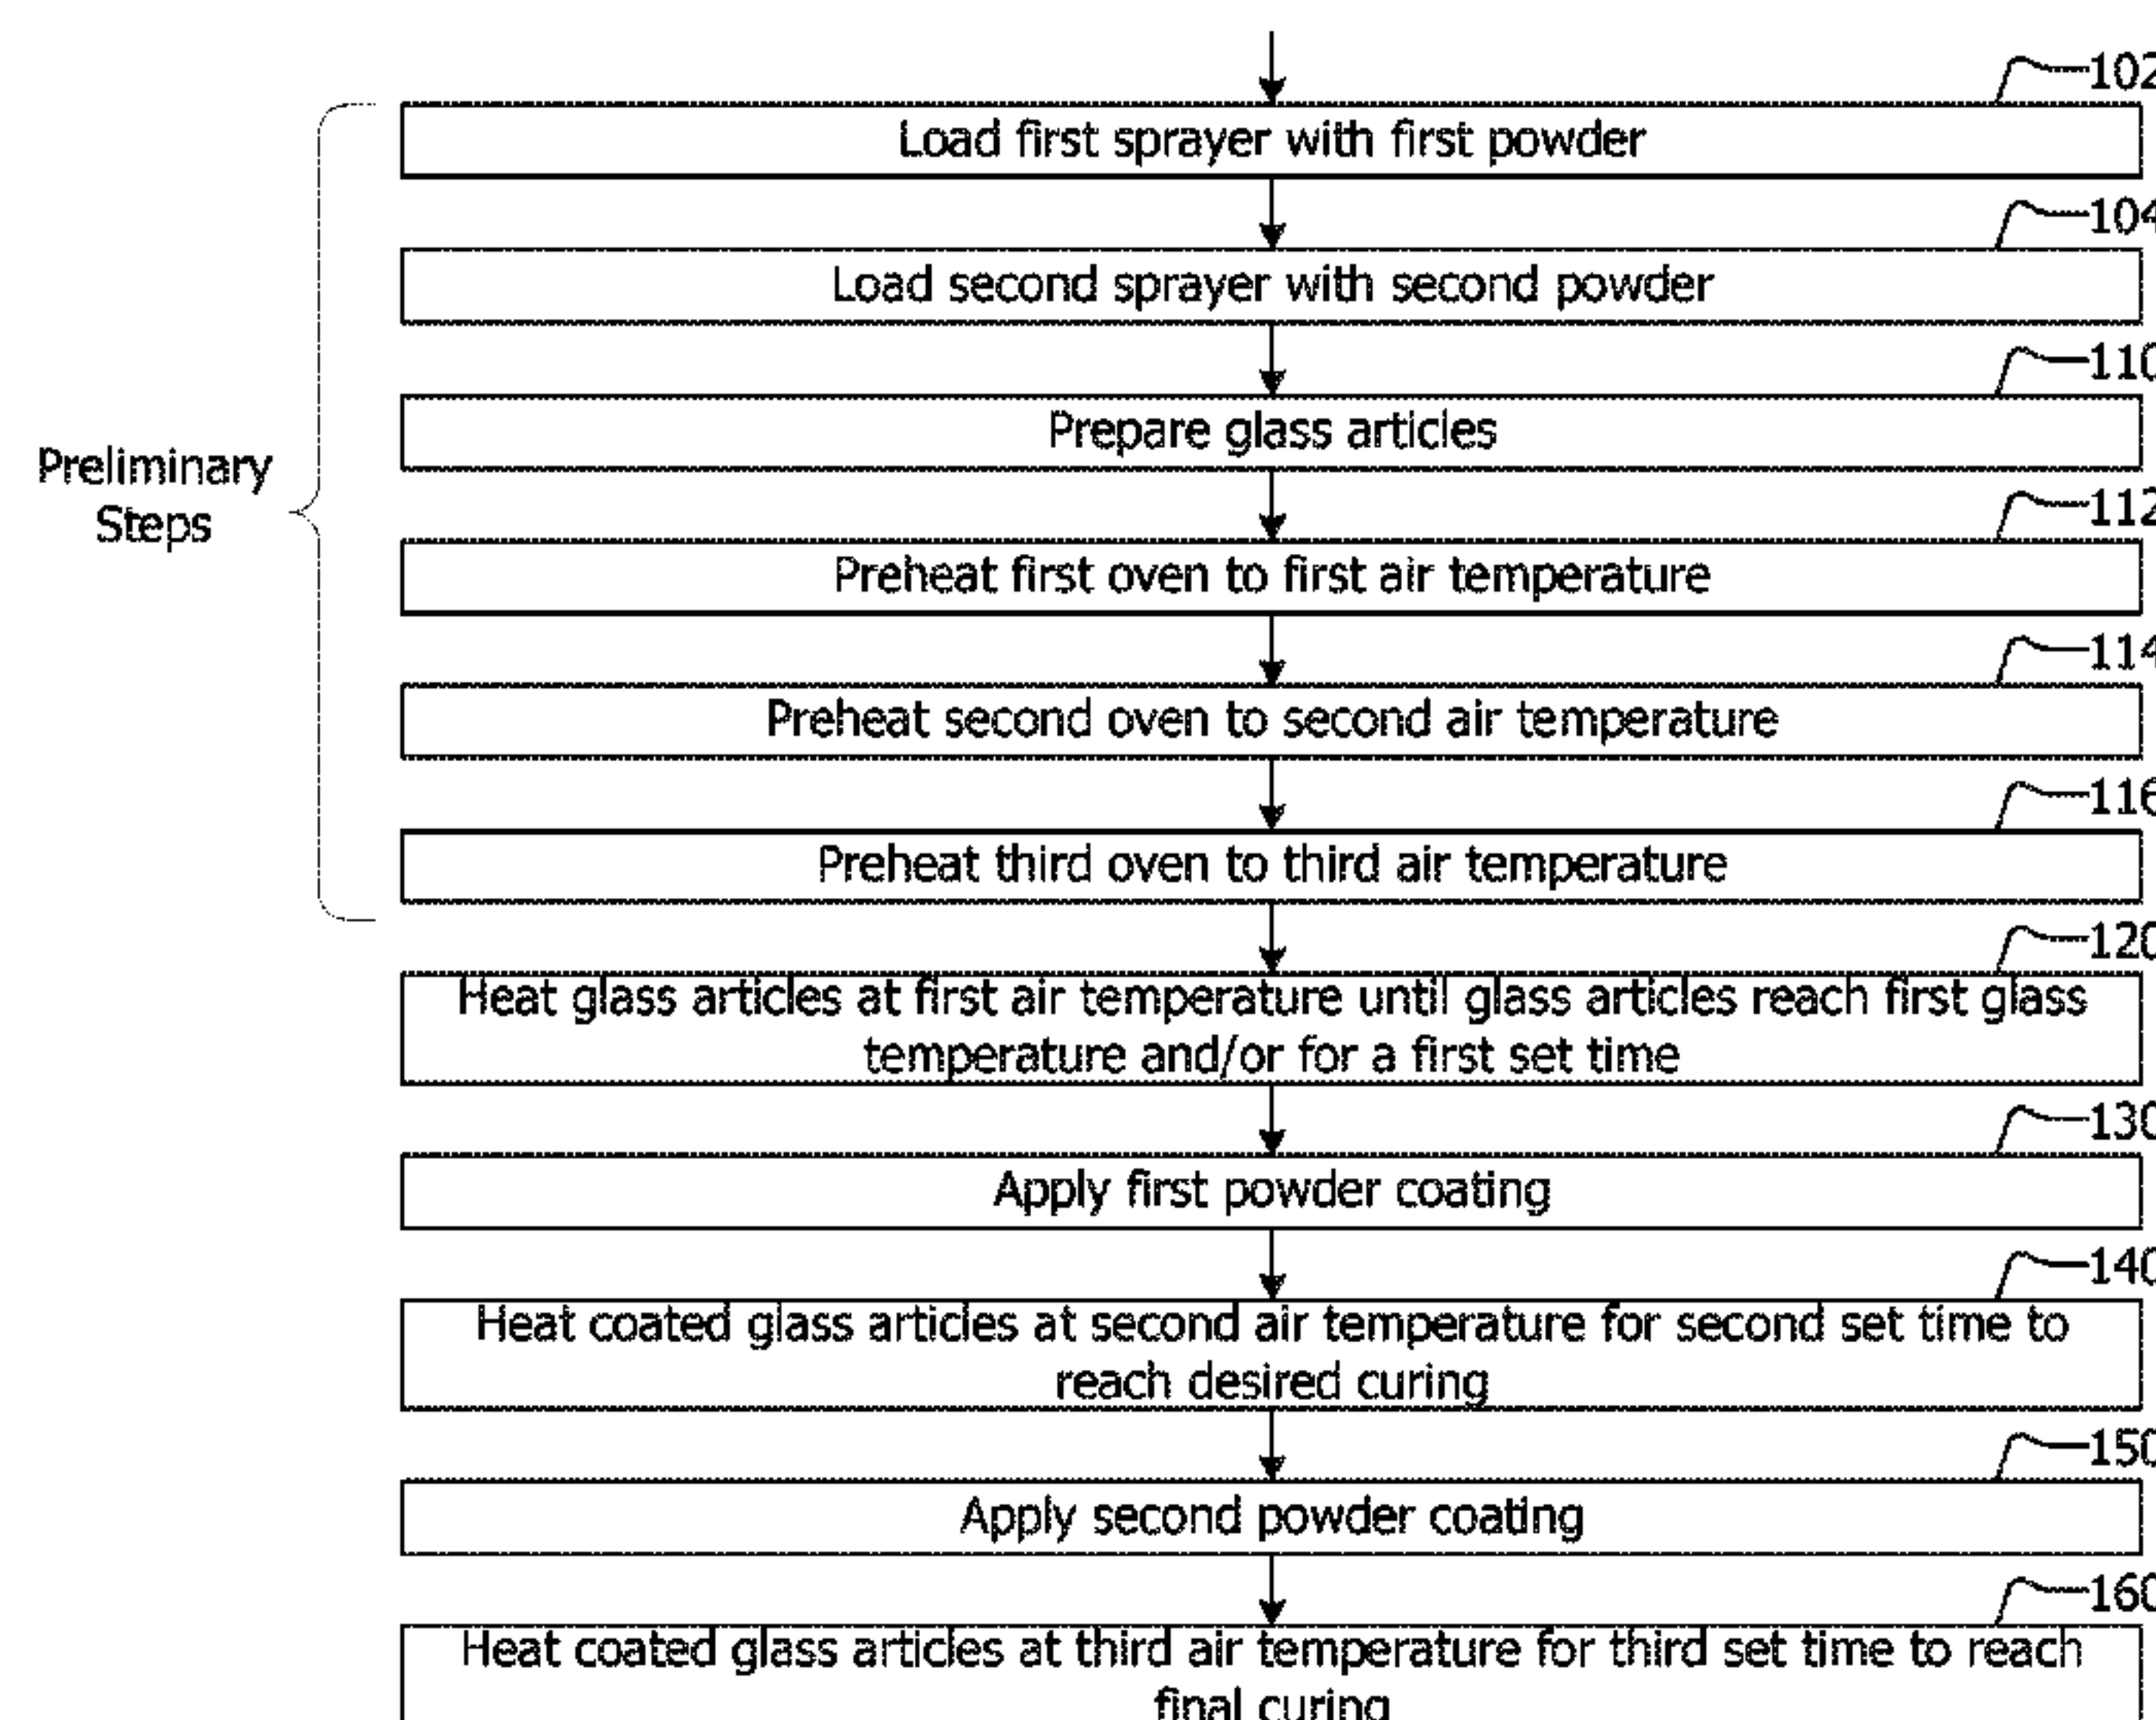 102
Load first sprayer with first powder
104
Load second sprayer with second powder
110
Prepare glass articles
Preliminary
Steps
112
Preheat first oven to first air temperature
114
Preheat second oven to second air temperature
116
Preheat third oven to third air temperature
120
Heat glass articles at first air temperature until glass articles reach first glass
temperature and/or for a first set time
130
Apply first powder coating
140
Heat coated glass articles at second air temperature for second set time to
reach desired curing
150
Apply second powder coating
160
Heat coated glass articles at third air temperature for third set time to reach
final curing